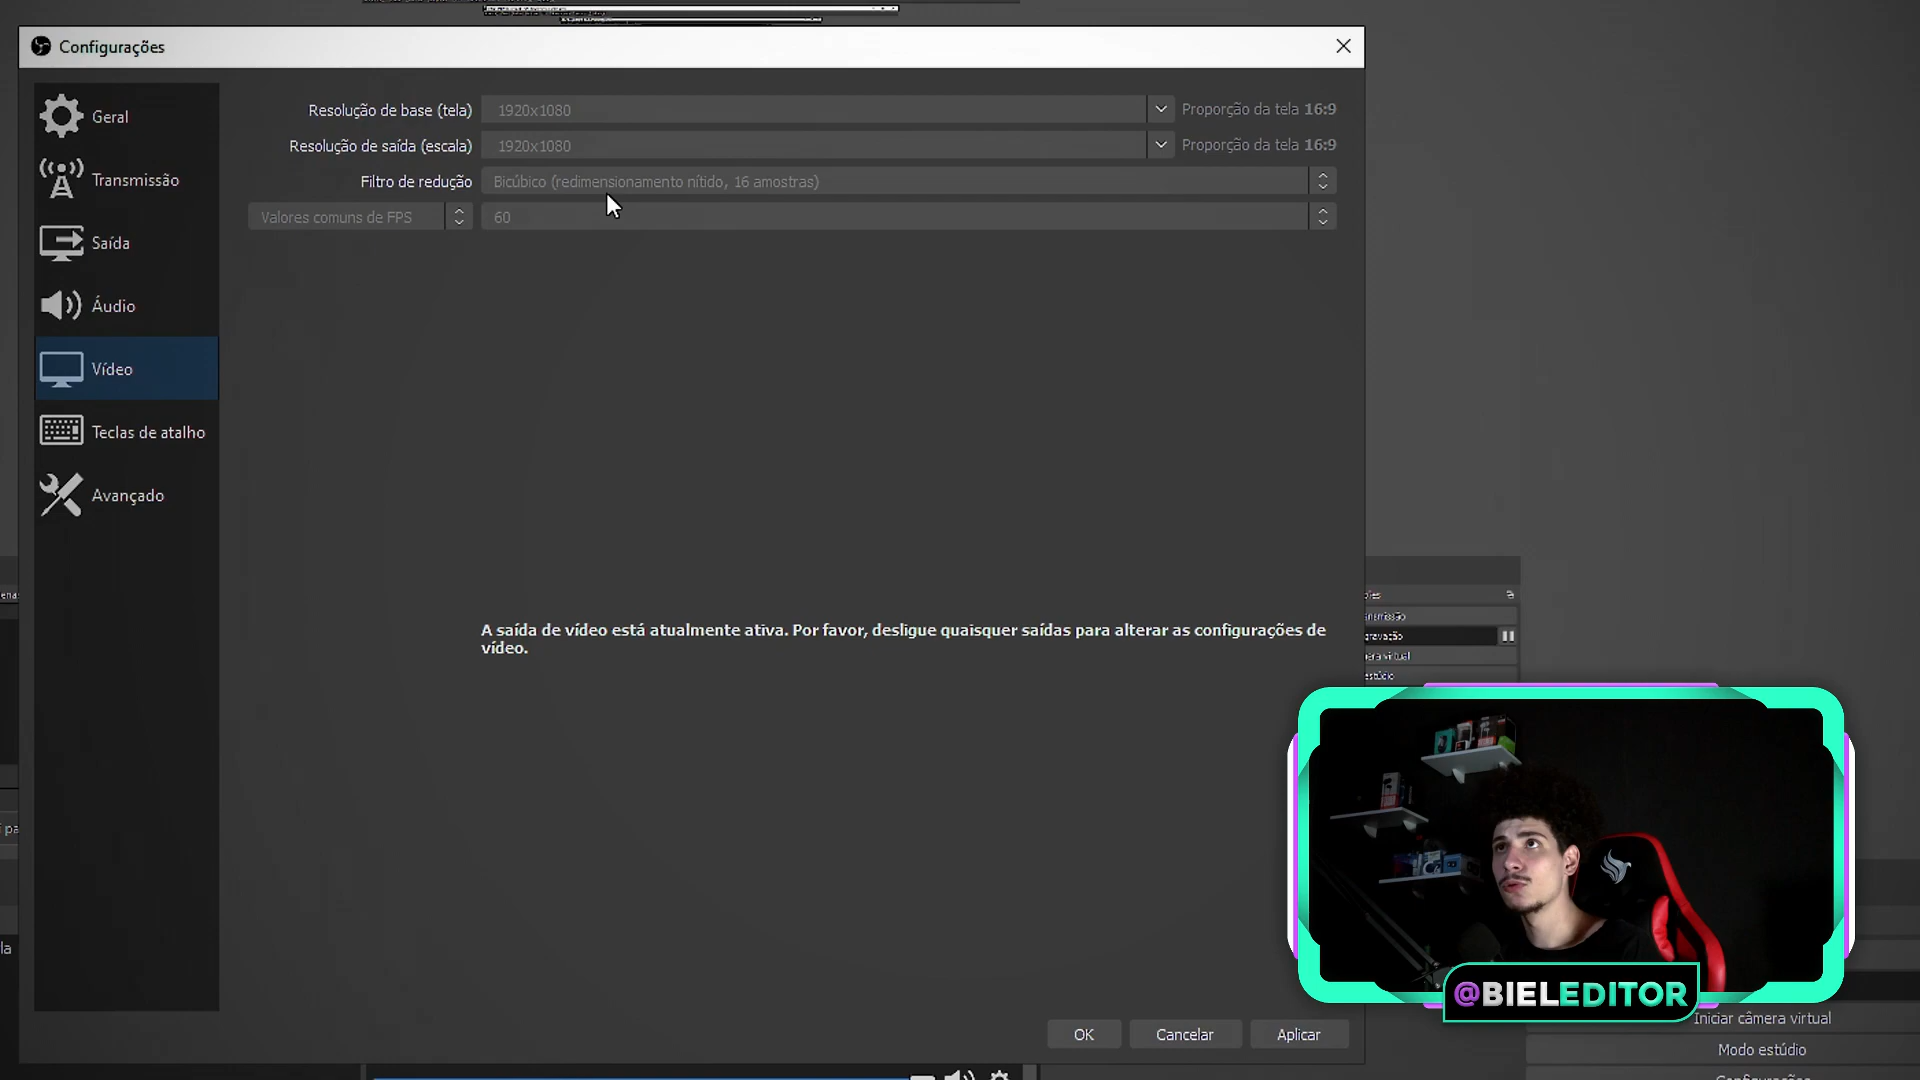 Configurações
Geral
Transmissão
Saída
Áudio
Vídeo
Teclas de atalho
Avançado
Resolução de base (tela)
1920x1080
Proporção da tela 16:9
Resolução de saída (escala)
1920x1080
Proporção da tela 16:9
Filtro de redução
Bicúbico (redimensionamento nítido, 16 amostras)
Valores comuns de FPS
60
A saída de vídeo está atualmente ativa. Por favor, desligue quaisquer saídas para alterar as configurações de
vídeo.
@BIELEDITOR
OK
Cancelar
Aplicar
Iniciar câmera virtual
Modo estúdio